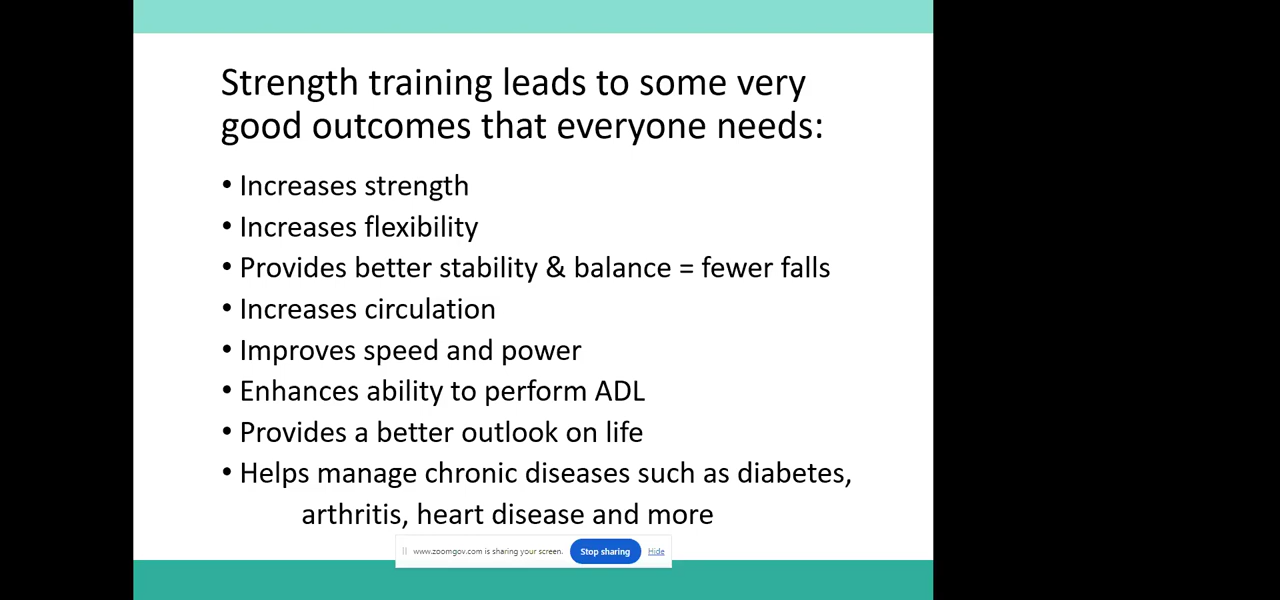 Strength training leads to some very
good outcomes that everyone needs:
• Increases strength
• Increases flexibility
• Provides better stability & balance = fewer falls
• Increases circulation
• Improves speed and power
• Enhances ability to perform ADL
• Provides a better outlook on life
• Helps manage chronic diseases such as diabetes,
arthritis, heart disease and more
www.zoomgov.com is sharing your screen. Stop sharing Hide